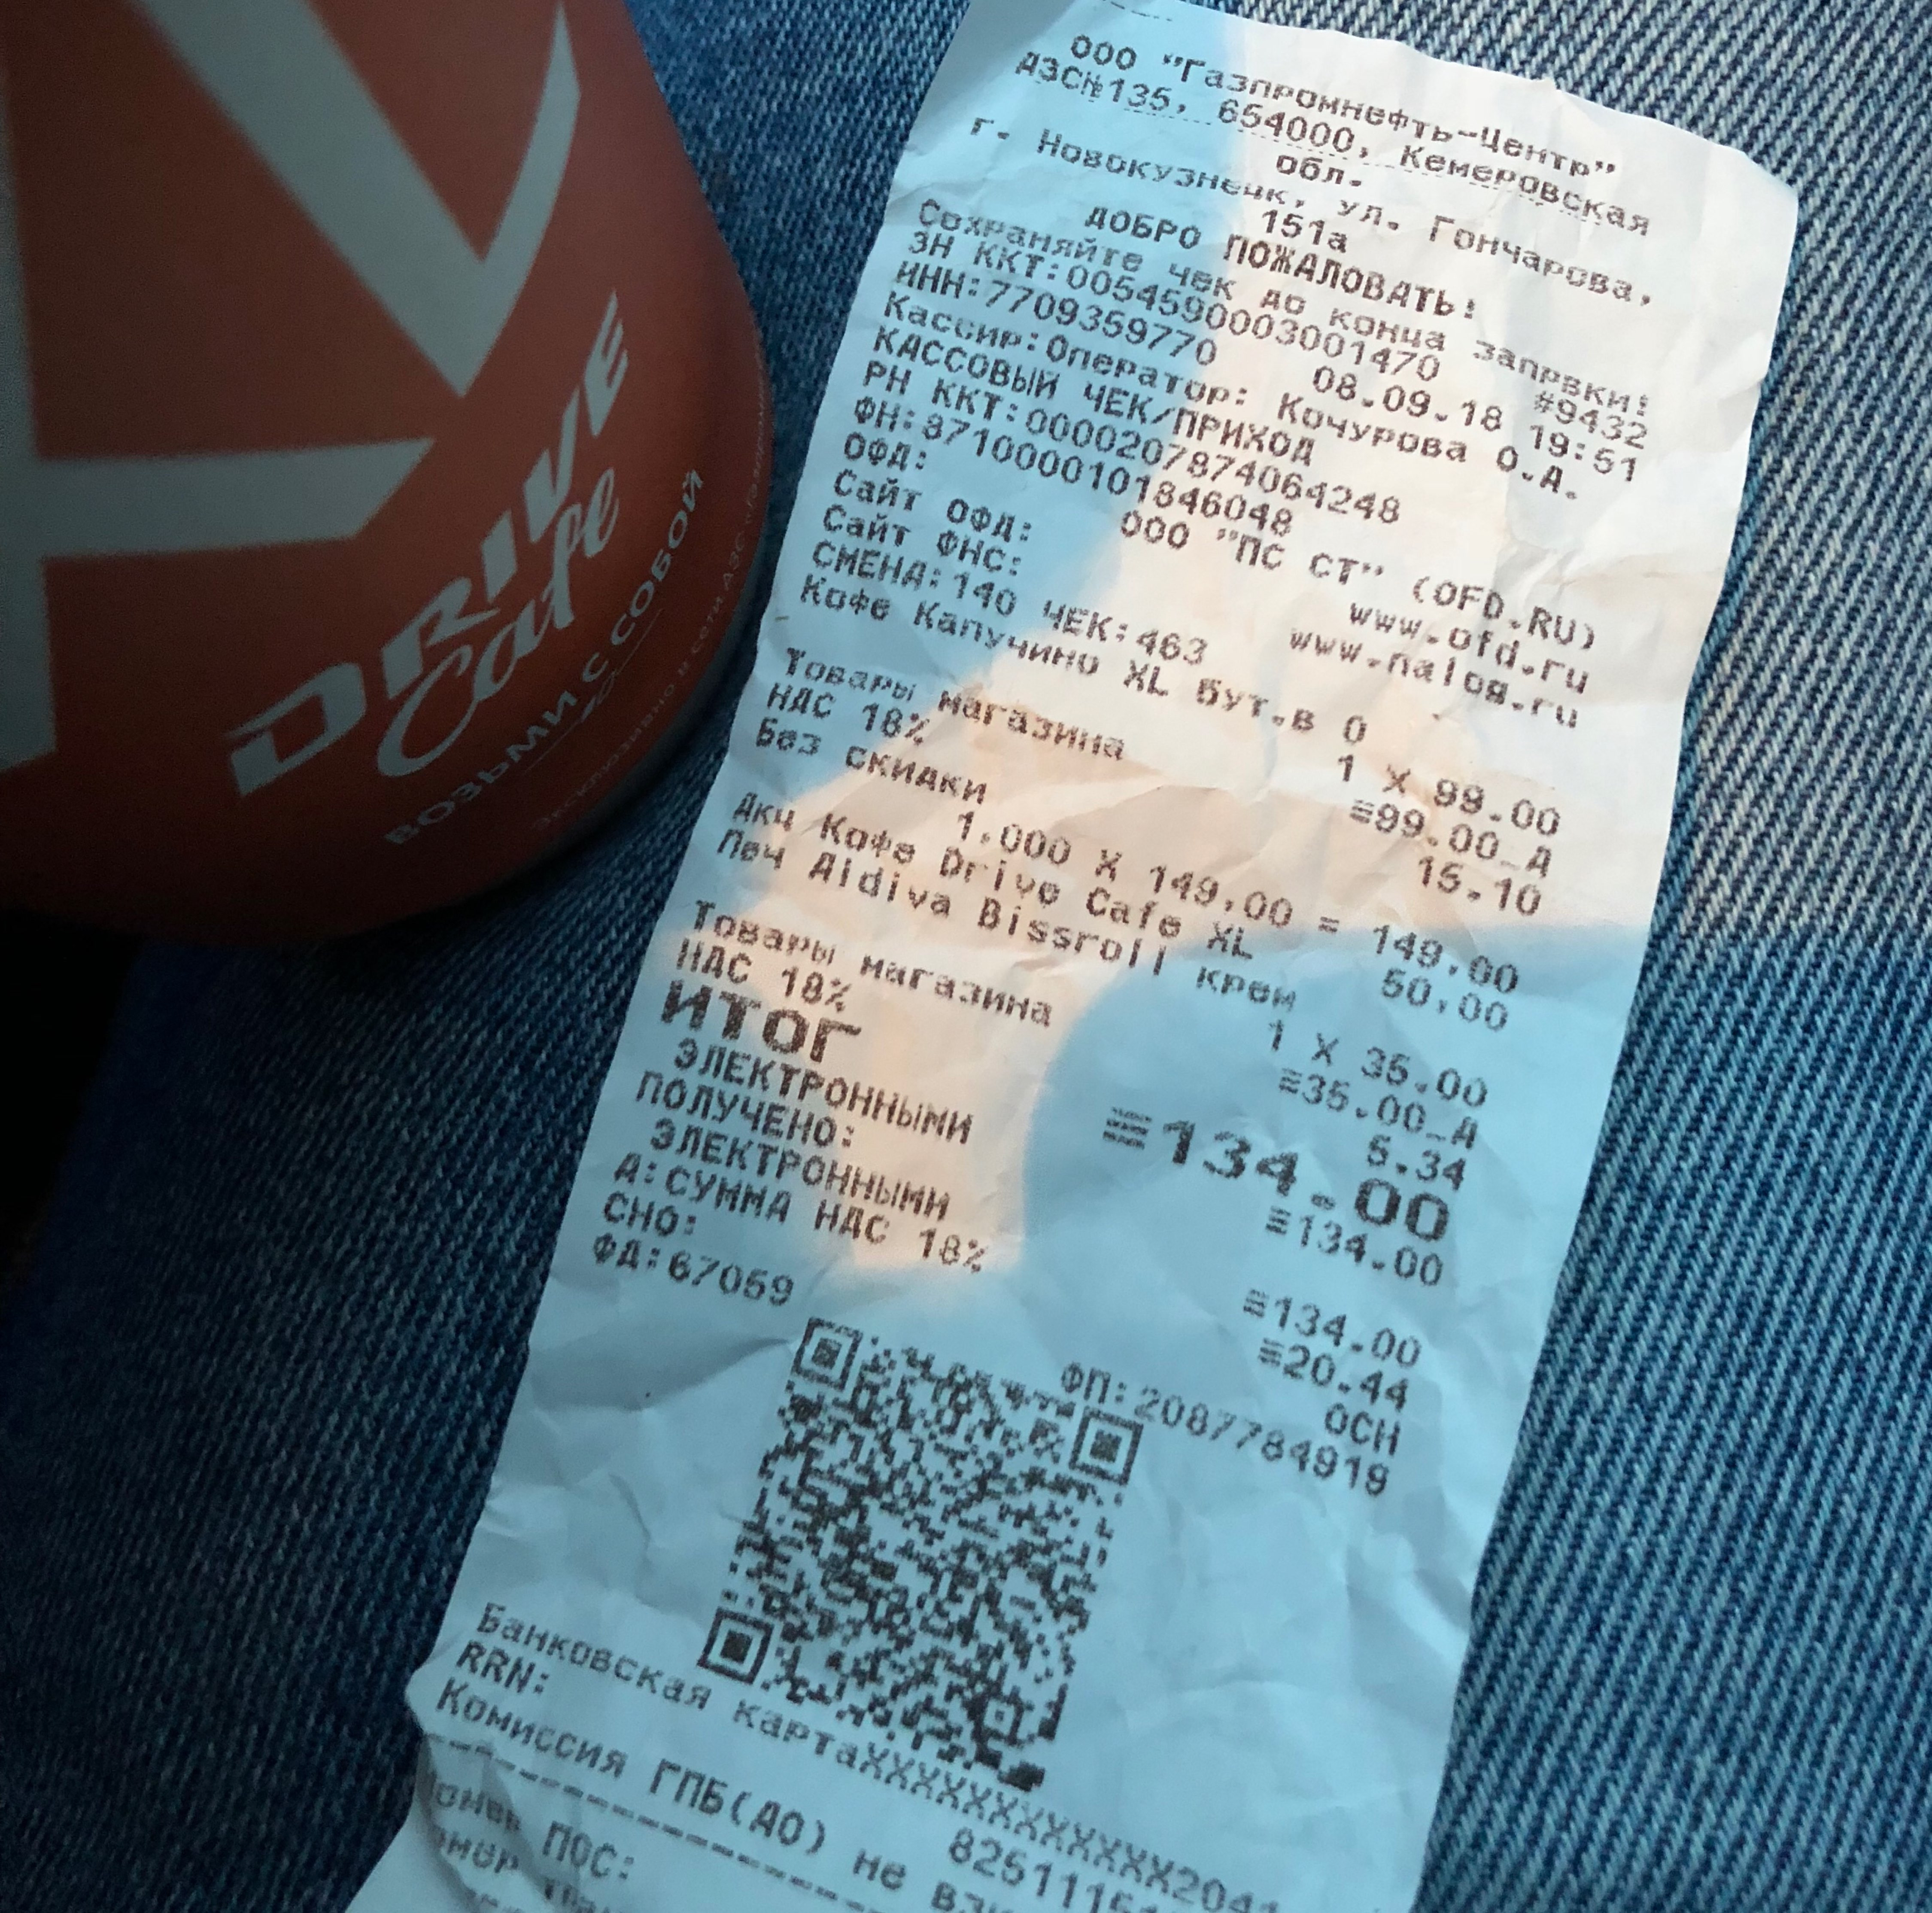 DRIVE
Cafe
ВОЗЬМИ С СОБОЙ
ООО "Газпромнефть-Центр"
АЗС№135, 654000, Кемеровская
обл.
г. Новокузнецк, ул. Гончарова,
151а
ДОБРО ПОЖАЛОВАТЬ!
Сохраняйте чек до конца запрвки!
ЗН ККТ:0054590003001470 #9432
ИНН:7709359770 08.09.18 19:51
Кассир:Оператор: Кочурова О.А.
КАССОВЫЙ ЧЕК/ПРИХОД
РН ККТ:0000207874064248
ФН:8710000101846048
ОФД: ООО "ПС СТ" (OFD.RU)
Сайт ОФД: www.ofd.ru
Сайт ФНС: www.nalog.ru
СМЕНА:140 ЧЕК:463
Кофе Капучино XL бут.в 0
1 X 99.00
Товары магазина ≡99.00_А
НДС 18% 15.10
Без скидки
1.000 X 149.00 = 149.00
Акц Кофе Drive Cafe XL 50.00
Печ Aldiva Bissroll крем
1 X 35.00
Товары магазина ≡35.00_А
НДС 18% 5.34
ИТОГ ≡134.00
ЭЛЕКТРОННЫМИ ≡134.00
ПОЛУЧЕНО:
ЭЛЕКТРОННЫМИ ≡134.00
А:СУММА НДС 18% ≡20.44
СНО: ОСН
ФД:67059 ФП:2087784919
Банковская картаXXXXXXXXXXXXXX2041
RRN: 82511151
Комиссия ГПБ(АО) не
ПОС: